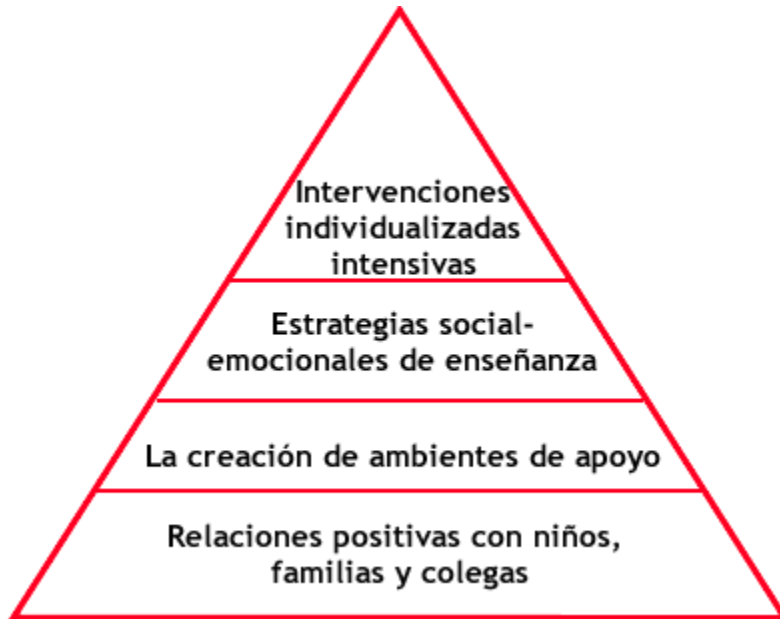 Intervenciones
individualizadas
intensivas
Estrategias social-
emocionales de enseñanza
La creación de ambientes de apoyo
Relaciones positivas con niños,
familias y colegas